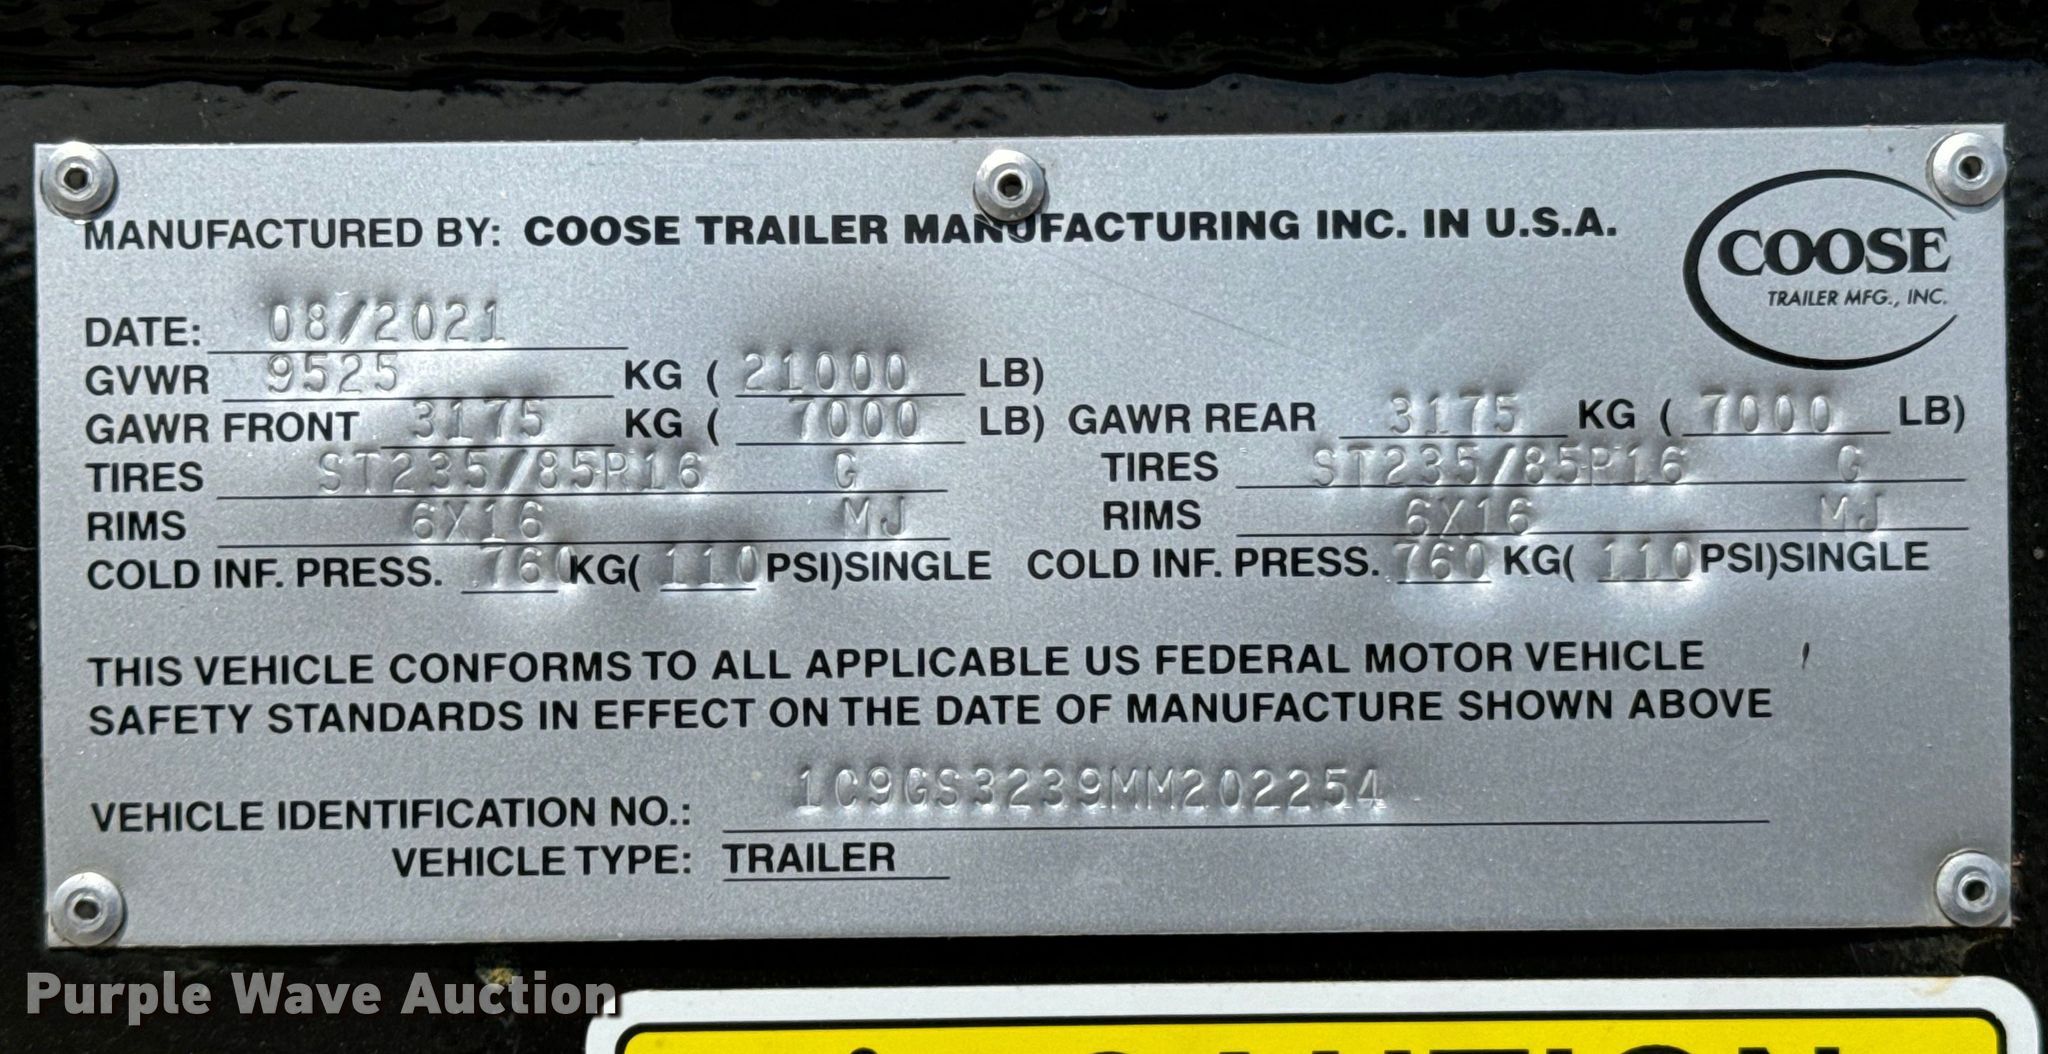 MANUFACTURED BY: COOSE TRAILER MANUFACTURING INC. IN U.S.A.
COOSE
TRAILER MFG., INC.
DATE: 08/2021
GVWR 9525 KG ( 21000 LB)
GAWR FRONT 3175 KG ( 7000 LB) GAWR REAR 3175 KG ( 7000 LB)
TIRES ST235/85R16 G TIRES ST235/85R16 G
RIMS 6X16 MJ RIMS 6X16 MJ
COLD INF. PRESS. 760 KG( 110 PSI)SINGLE COLD INF. PRESS. 760 KG( 110 PSI)SINGLE
THIS VEHICLE CONFORMS TO ALL APPLICABLE US FEDERAL MOTOR VEHICLE
SAFETY STANDARDS IN EFFECT ON THE DATE OF MANUFACTURE SHOWN ABOVE
VEHICLE IDENTIFICATION NO.: 1C9GS3239MM202254
VEHICLE TYPE: TRAILER
Purple Wave Auction
CAUTION